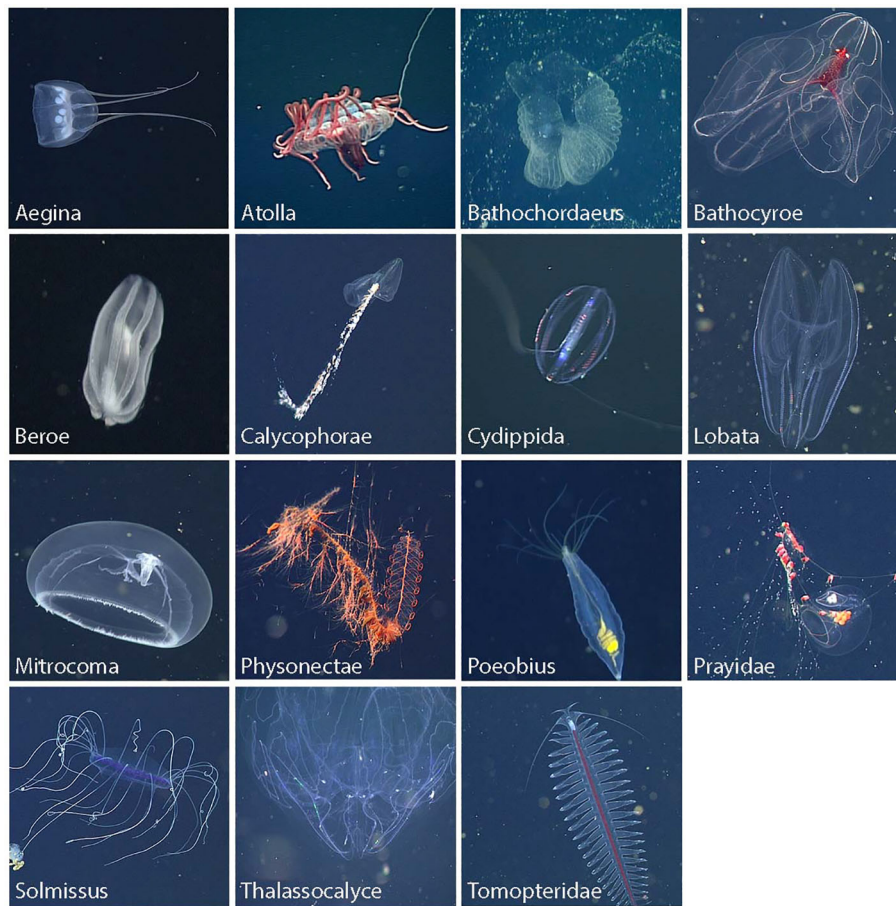 Aegina
Atolla
Bathochordaeus
Bathocyroe
Beroe
Calycophorae
Cydippida
Lobata
Mitrocoma
Physonectae
Poeobius
Prayidae
Solmissus
Thalassocalyce
Tomopteridae